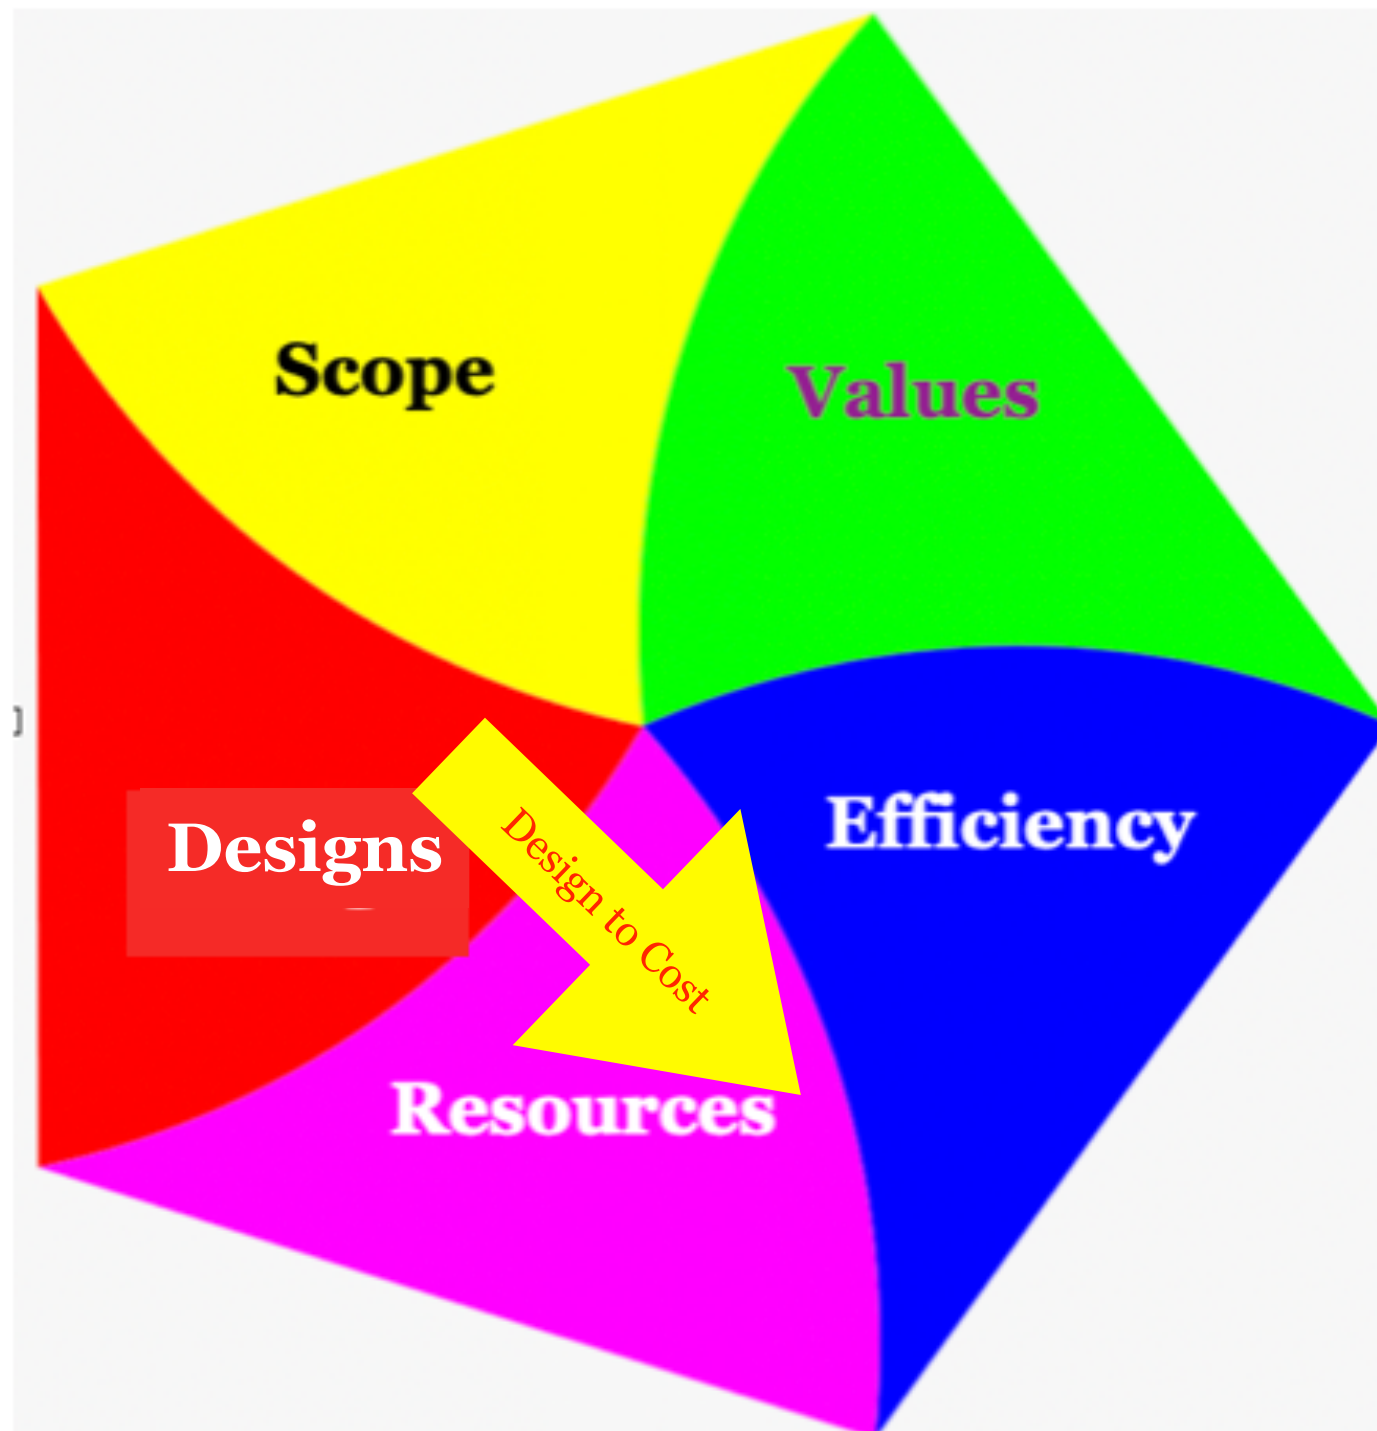 Scope
Values
Designs
Design to Cost
Efficiency
Resources